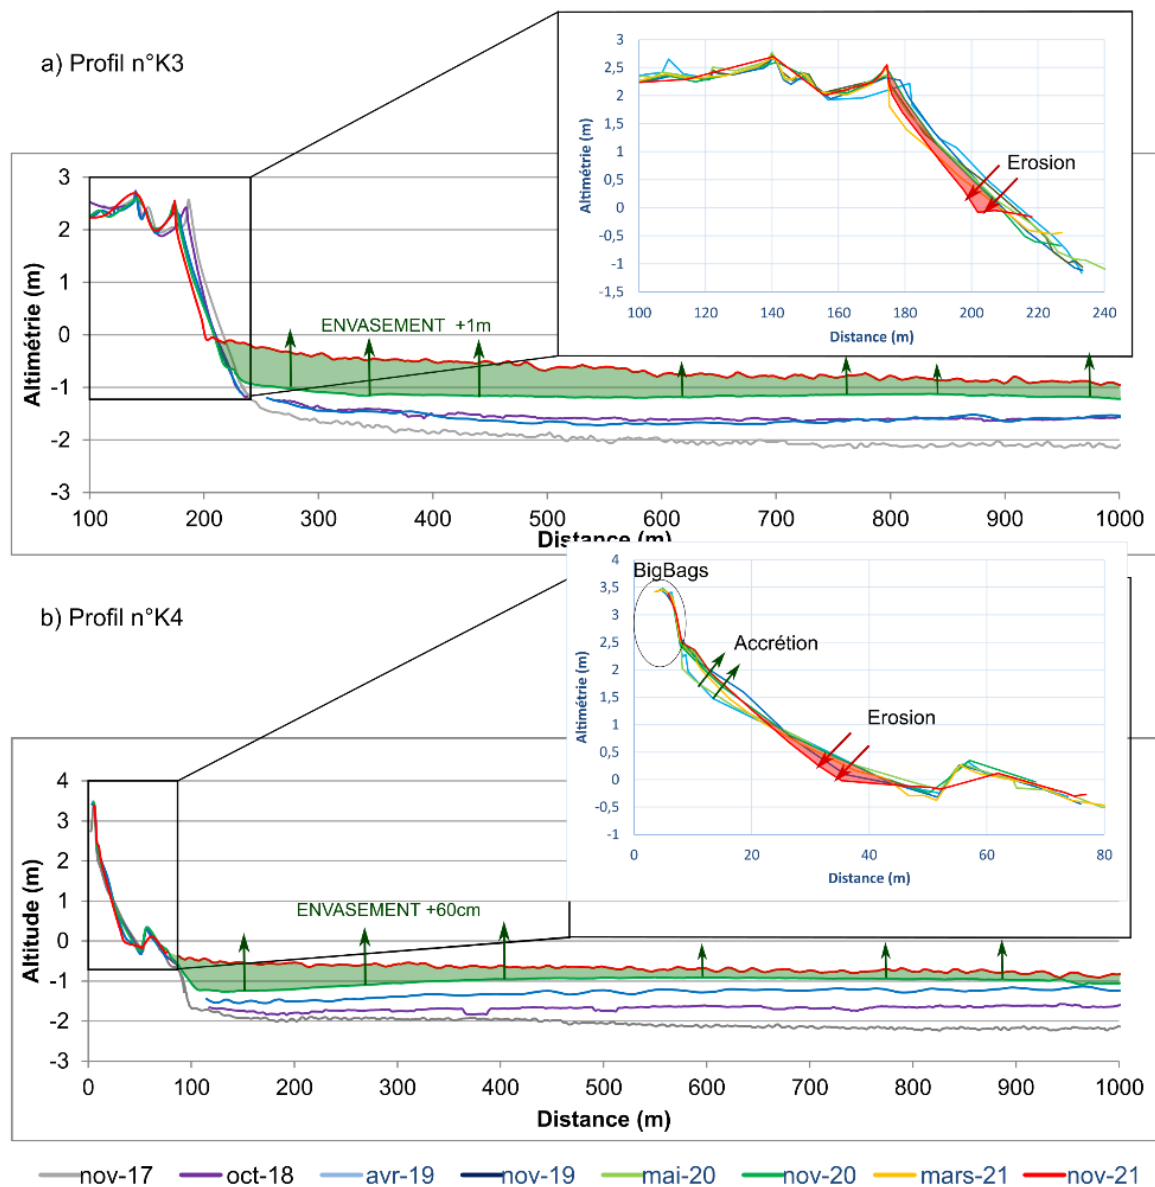 a) Profil n°K3
Altimétrie (m)
3
2,5
2
1,5
1
0,5
0
-0,5
-1
-1,5
Erosion
100 120 140 160 180 200 220 240
Distance (m)
Altimétrie (m)
3
2
1
0
-1
-2
-3
ENVASEMENT +1m
100 200 300 400 500 600 700 800 900 1000
Distance (m)
b) Profil n°K4
Altimétrie (m)
4
3,5
3
2,5
2
1,5
1
0,5
0
-0,5
-1
BigBags
Accrétion
Erosion
0 20 40 60 80
Distance (m)
Altitude (m)
4
3
2
1
0
-1
-2
-3
ENVASEMENT +60cm
0 100 200 300 400 500 600 700 800 900 1000
Distance (m)
nov-17 oct-18 avr-19 nov-19 mai-20 nov-20 mars-21 nov-21